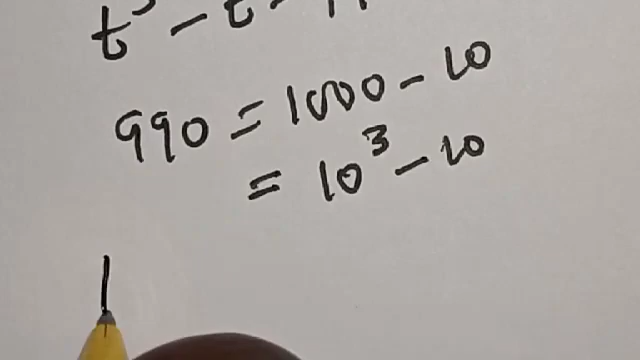 t³ - t
990 = 1000 - 10
= 10³ - 10